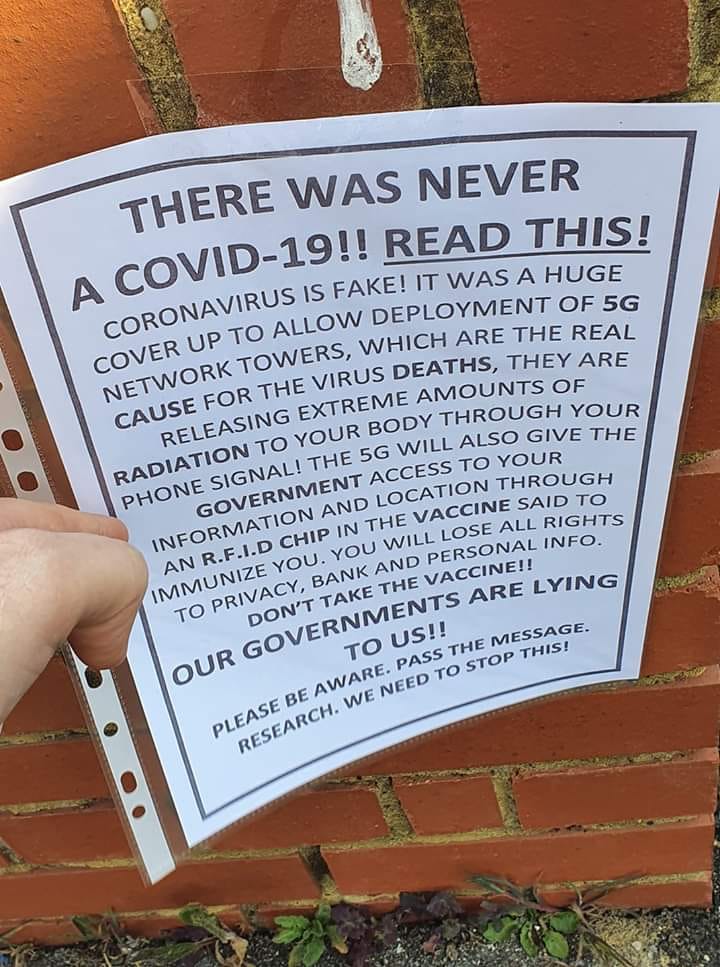 THERE WAS NEVER
A COVID-19!! READ THIS!
CORONAVIRUS IS FAKE! IT WAS A HUGE
COVER UP TO ALLOW DEPLOYMENT OF 5G
NETWORK TOWERS, WHICH ARE THE REAL
CAUSE FOR THE VIRUS DEATHS, THEY ARE
RELEASING EXTREME AMOUNTS OF
RADIATION TO YOUR BODY THROUGH YOUR
PHONE SIGNAL! THE 5G WILL ALSO GIVE THE
GOVERNMENT ACCESS TO YOUR
INFORMATION AND LOCATION THROUGH
AN R.F.I.D CHIP IN THE VACCINE SAID TO
IMMUNIZE YOU. YOU WILL LOSE ALL RIGHTS
TO PRIVACY, BANK AND PERSONAL INFO.
DON'T TAKE THE VACCINE!!
OUR GOVERNMENTS ARE LYING
TO US!!
PLEASE BE AWARE. PASS THE MESSAGE.
RESEARCH. WE NEED TO STOP THIS!